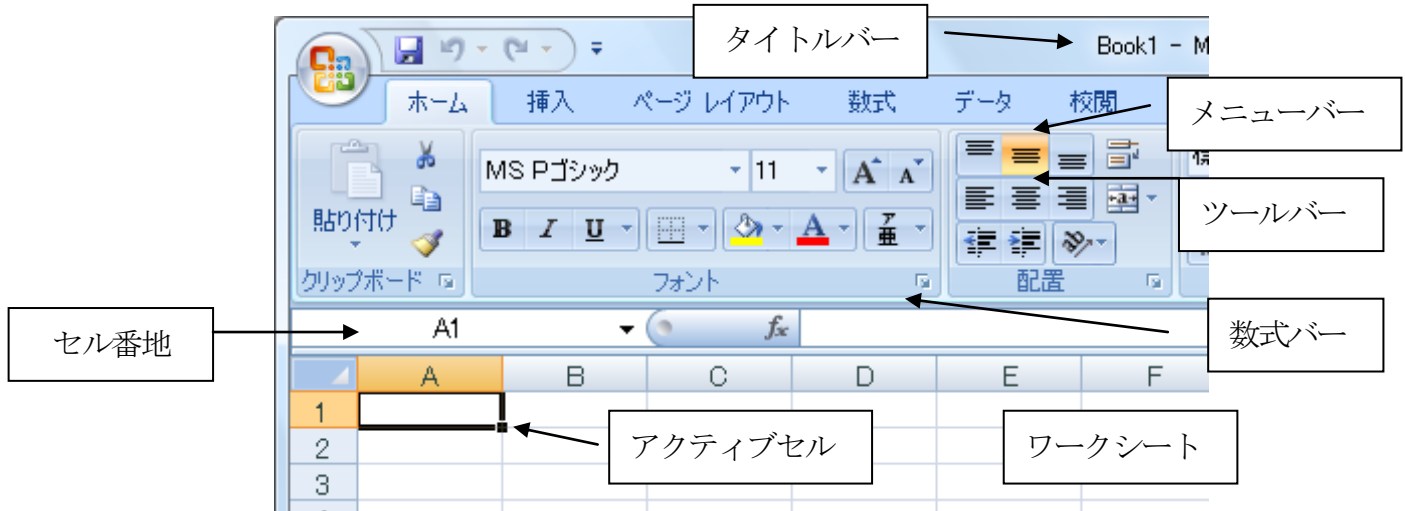 タイトルバー
Book1 - M
ホーム 挿入 ページ レイアウト 数式 データ 校閲
メニューバー
MS Pゴシック 11 A A
貼り付け
B I U A ア亜
ツールバー
クリップボード フォント 配置
セル番地
A1 fx
数式バー
A B C D E F
1
2
3
アクティブセル
ワークシート